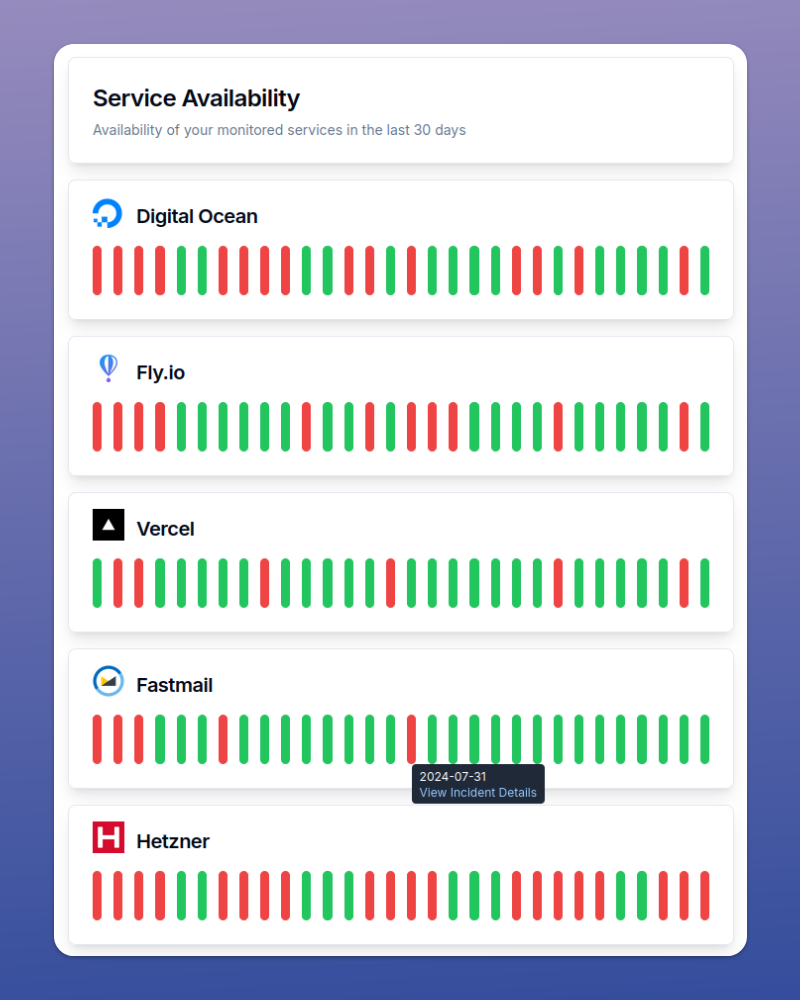 Service Availability
Availability of your monitored services in the last 30 days
Digital Ocean
Fly.io
Vercel
Fastmail
2024-07-31
View Incident Details
H
Hetzner